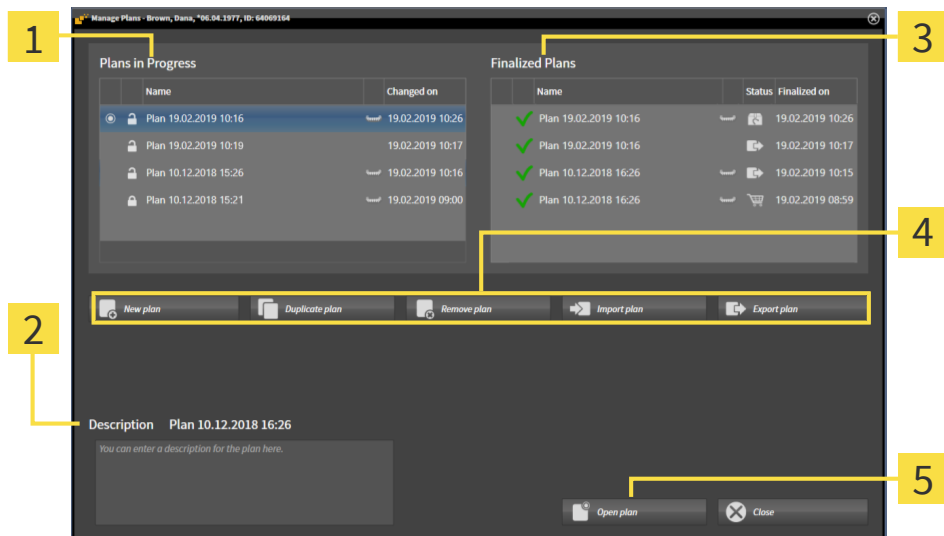 Manage Plans - Brown, Dana, *06.04.1977, ID: 64069164
1
3
Plans in Progress
Finalized Plans
Name Changed on
Name Status Finalized on
Plan 19.02.2019 10:16 19.02.2019 10:26
Plan 19.02.2019 10:16 19.02.2019 10:26
Plan 19.02.2019 10:19 19.02.2019 10:17
Plan 19.02.2019 10:16 19.02.2019 10:17
Plan 10.12.2018 15:26 19.02.2019 10:16
Plan 10.12.2018 16:26 19.02.2019 10:15
Plan 10.12.2018 15:21 19.02.2019 09:00
Plan 10.12.2018 16:26 19.02.2019 08:59
4
New plan Duplicate plan Remove plan Import plan Export plan
2
Description Plan 10.12.2018 16:26
You can enter a description for the plan here.
5
Open plan Close